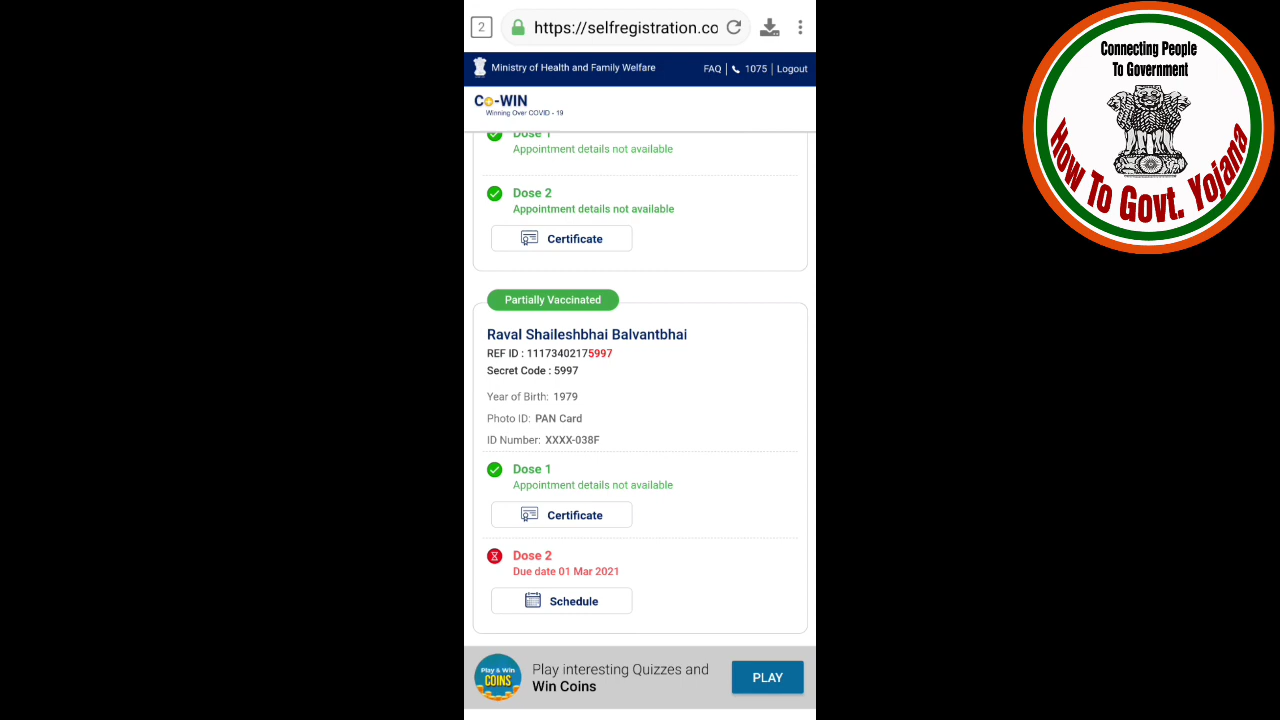 2
https://selfregistration.co
Ministry of Health and Family Welfare
FAQ | 1075 | Logout
Co-WIN
Winning Over COVID - 19
Dose 1
Appointment details not available
Dose 2
Appointment details not available
Certificate
Partially Vaccinated
Raval Shaileshbhai Balvantbhai
REF ID : 11173402175997
Secret Code : 5997
Year of Birth: 1979
Photo ID: PAN Card
ID Number: XXXX-038F
Dose 1
Appointment details not available
Certificate
Dose 2
Due date 01 Mar 2021
Schedule
Play & Win
COINS
Play interesting Quizzes and
Win Coins
PLAY
Connecting People
To Government
How To Govt. Yojana